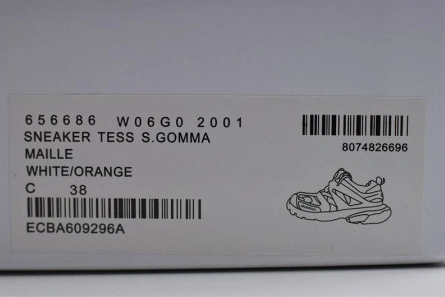 656686 W06G0 2001
SNEAKER TESS S.GOMMA
MAILLE
WHITE/ORANGE
C 38
ECBA609296A
8074826696